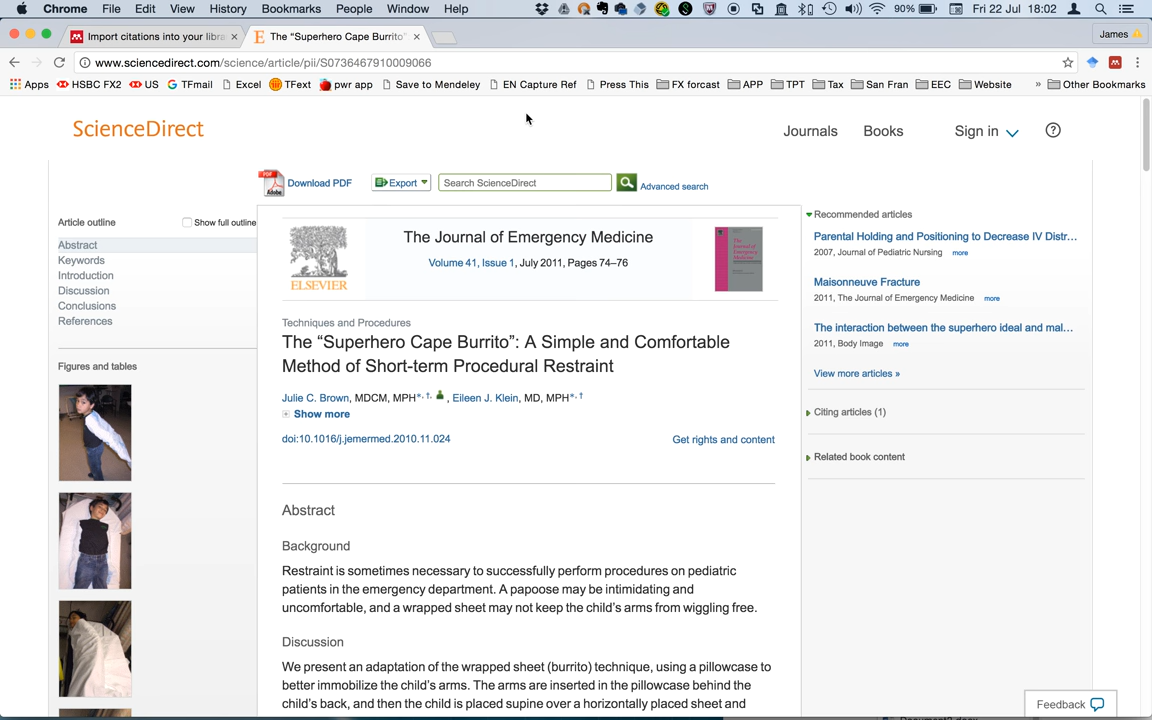 Chrome File Edit View History Bookmarks People Window Help 90% Fri 22 Jul 18:02
Import citations into your libra
The “Superhero Cape Burrito”
James
www.sciencedirect.com/science/article/pii/S0736467910009066
Apps HSBC FX2 US TFmail Excel TText pwr app Save to Mendeley EN Capture Ref Press This FX forcast APP TPT Tax San Fran EEC Website » Other Bookmarks
ScienceDirect
Journals Books Sign in ?
Download PDF Export Search ScienceDirect Advanced search
Article outline Show full outline
Abstract
Keywords
Introduction
Discussion
Conclusions
References
Figures and tables
ELSEVIER
The Journal of Emergency Medicine
Volume 41, Issue 1, July 2011, Pages 74–76
Techniques and Procedures
The “Superhero Cape Burrito”: A Simple and Comfortable
Method of Short-term Procedural Restraint
Julie C. Brown, MDCM, MPH*, †, , Eileen J. Klein, MD, MPH*, †
Show more
doi:10.1016/j.jemermed.2010.11.024
Get rights and content
Abstract
Background
Restraint is sometimes necessary to successfully perform procedures on pediatric
patients in the emergency department. A papoose may be intimidating and
uncomfortable, and a wrapped sheet may not keep the child’s arms from wiggling free.
Discussion
We present an adaptation of the wrapped sheet (burrito) technique, using a pillowcase to
better immobilize the child’s arms. The arms are inserted in the pillowcase behind the
child’s back, and then the child is placed supine over a horizontally placed sheet and
Recommended articles
Parental Holding and Positioning to Decrease IV Distr...
2007, Journal of Pediatric Nursing more
Maisonneuve Fracture
2011, The Journal of Emergency Medicine more
The interaction between the superhero ideal and mal...
2011, Body Image more
View more articles »
Citing articles (1)
Related book content
Feedback